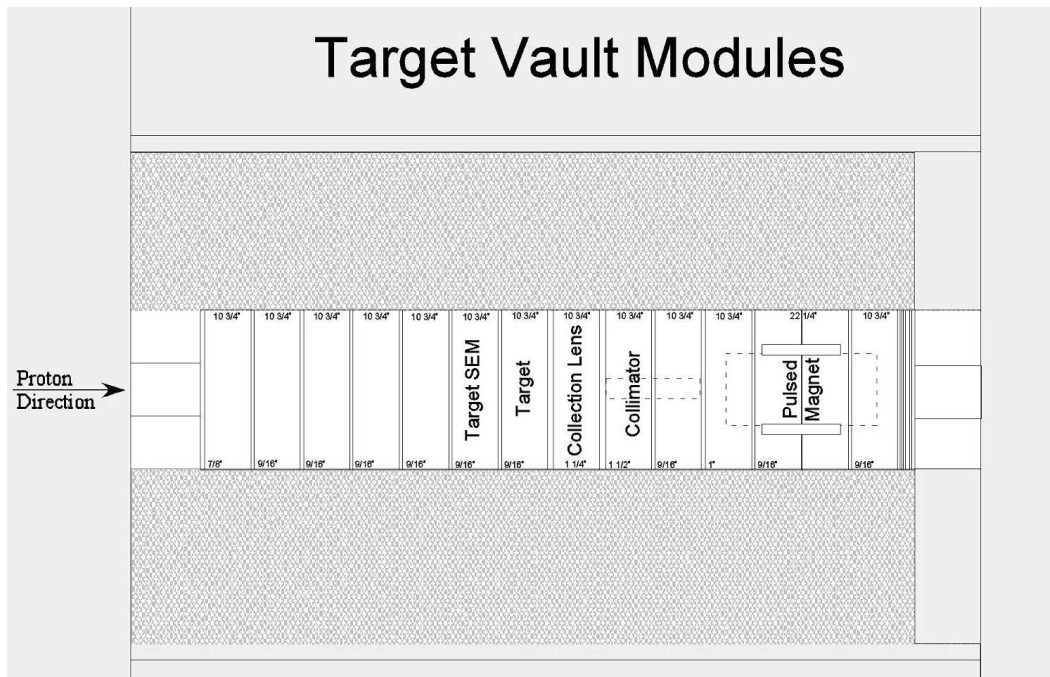 Target Vault Modules
10 3/4" 10 3/4" 10 3/4" 10 3/4" 10 3/4" 10 3/4" 10 3/4" 10 3/4" 10 3/4" 10 3/4" 10 3/4" 22 1/4" 10 3/4"
Proton
Direction
Target SEM
Target
Collection Lens
Collimator
Pulsed
Magnet
7/8" 9/16" 9/16" 9/16" 9/16" 9/16" 9/16" 1 1/4" 1 1/2" 9/16" 1" 9/16" 9/16"